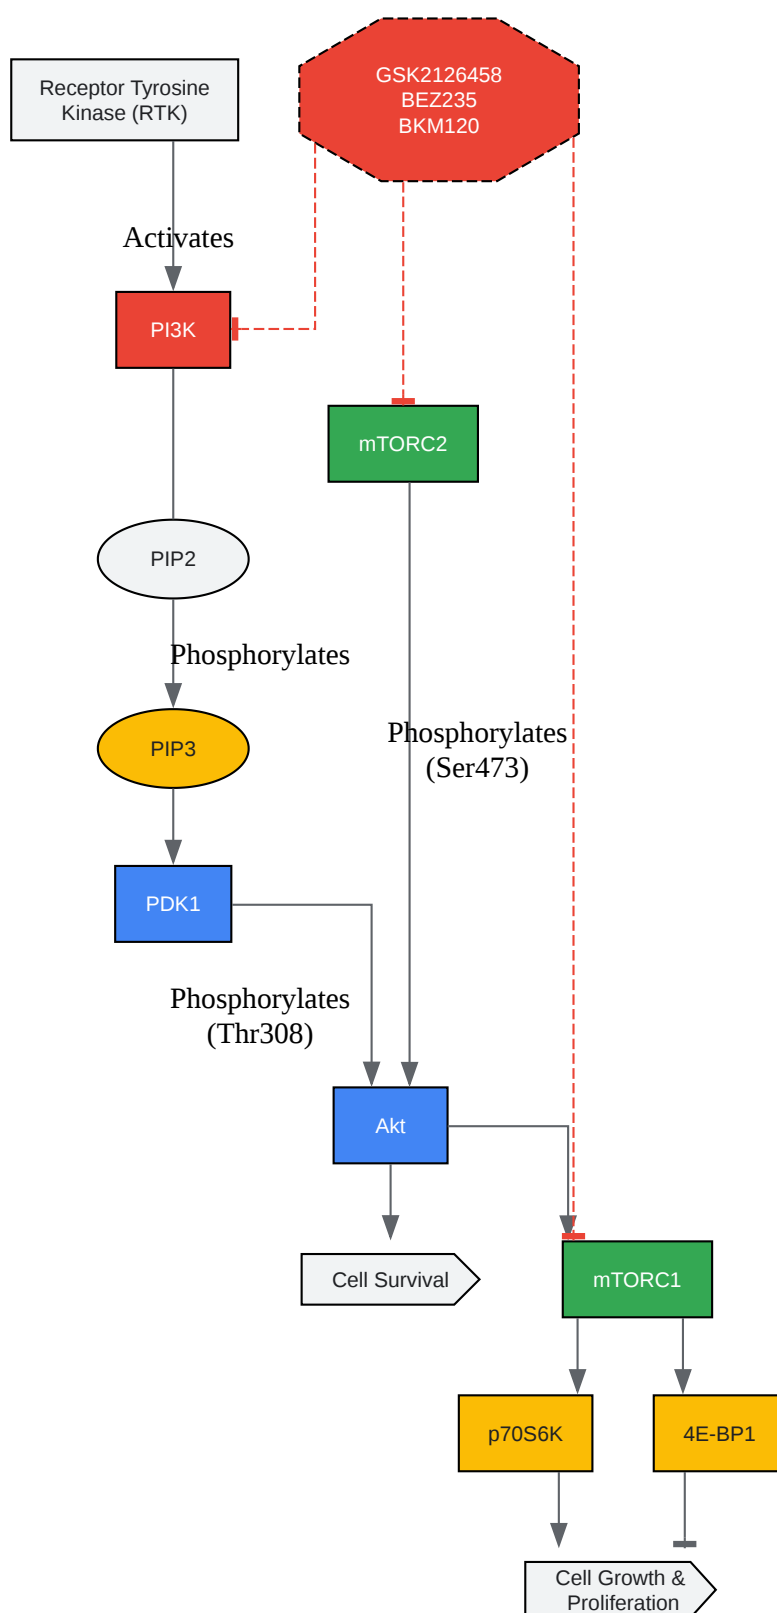 GSK2126458
BEZ235
BKM120
Receptor Tyrosine
Kinase (RTK)
Activates
PI3K
mTORC2
PIP2
Phosphorylates
PIP3
Phosphorylates
(Ser473)
PDK1
Phosphorylates
(Thr308)
Akt
Cell Survival
mTORC1
p70S6K
4E-BP1
Cell Growth &
Proliferation